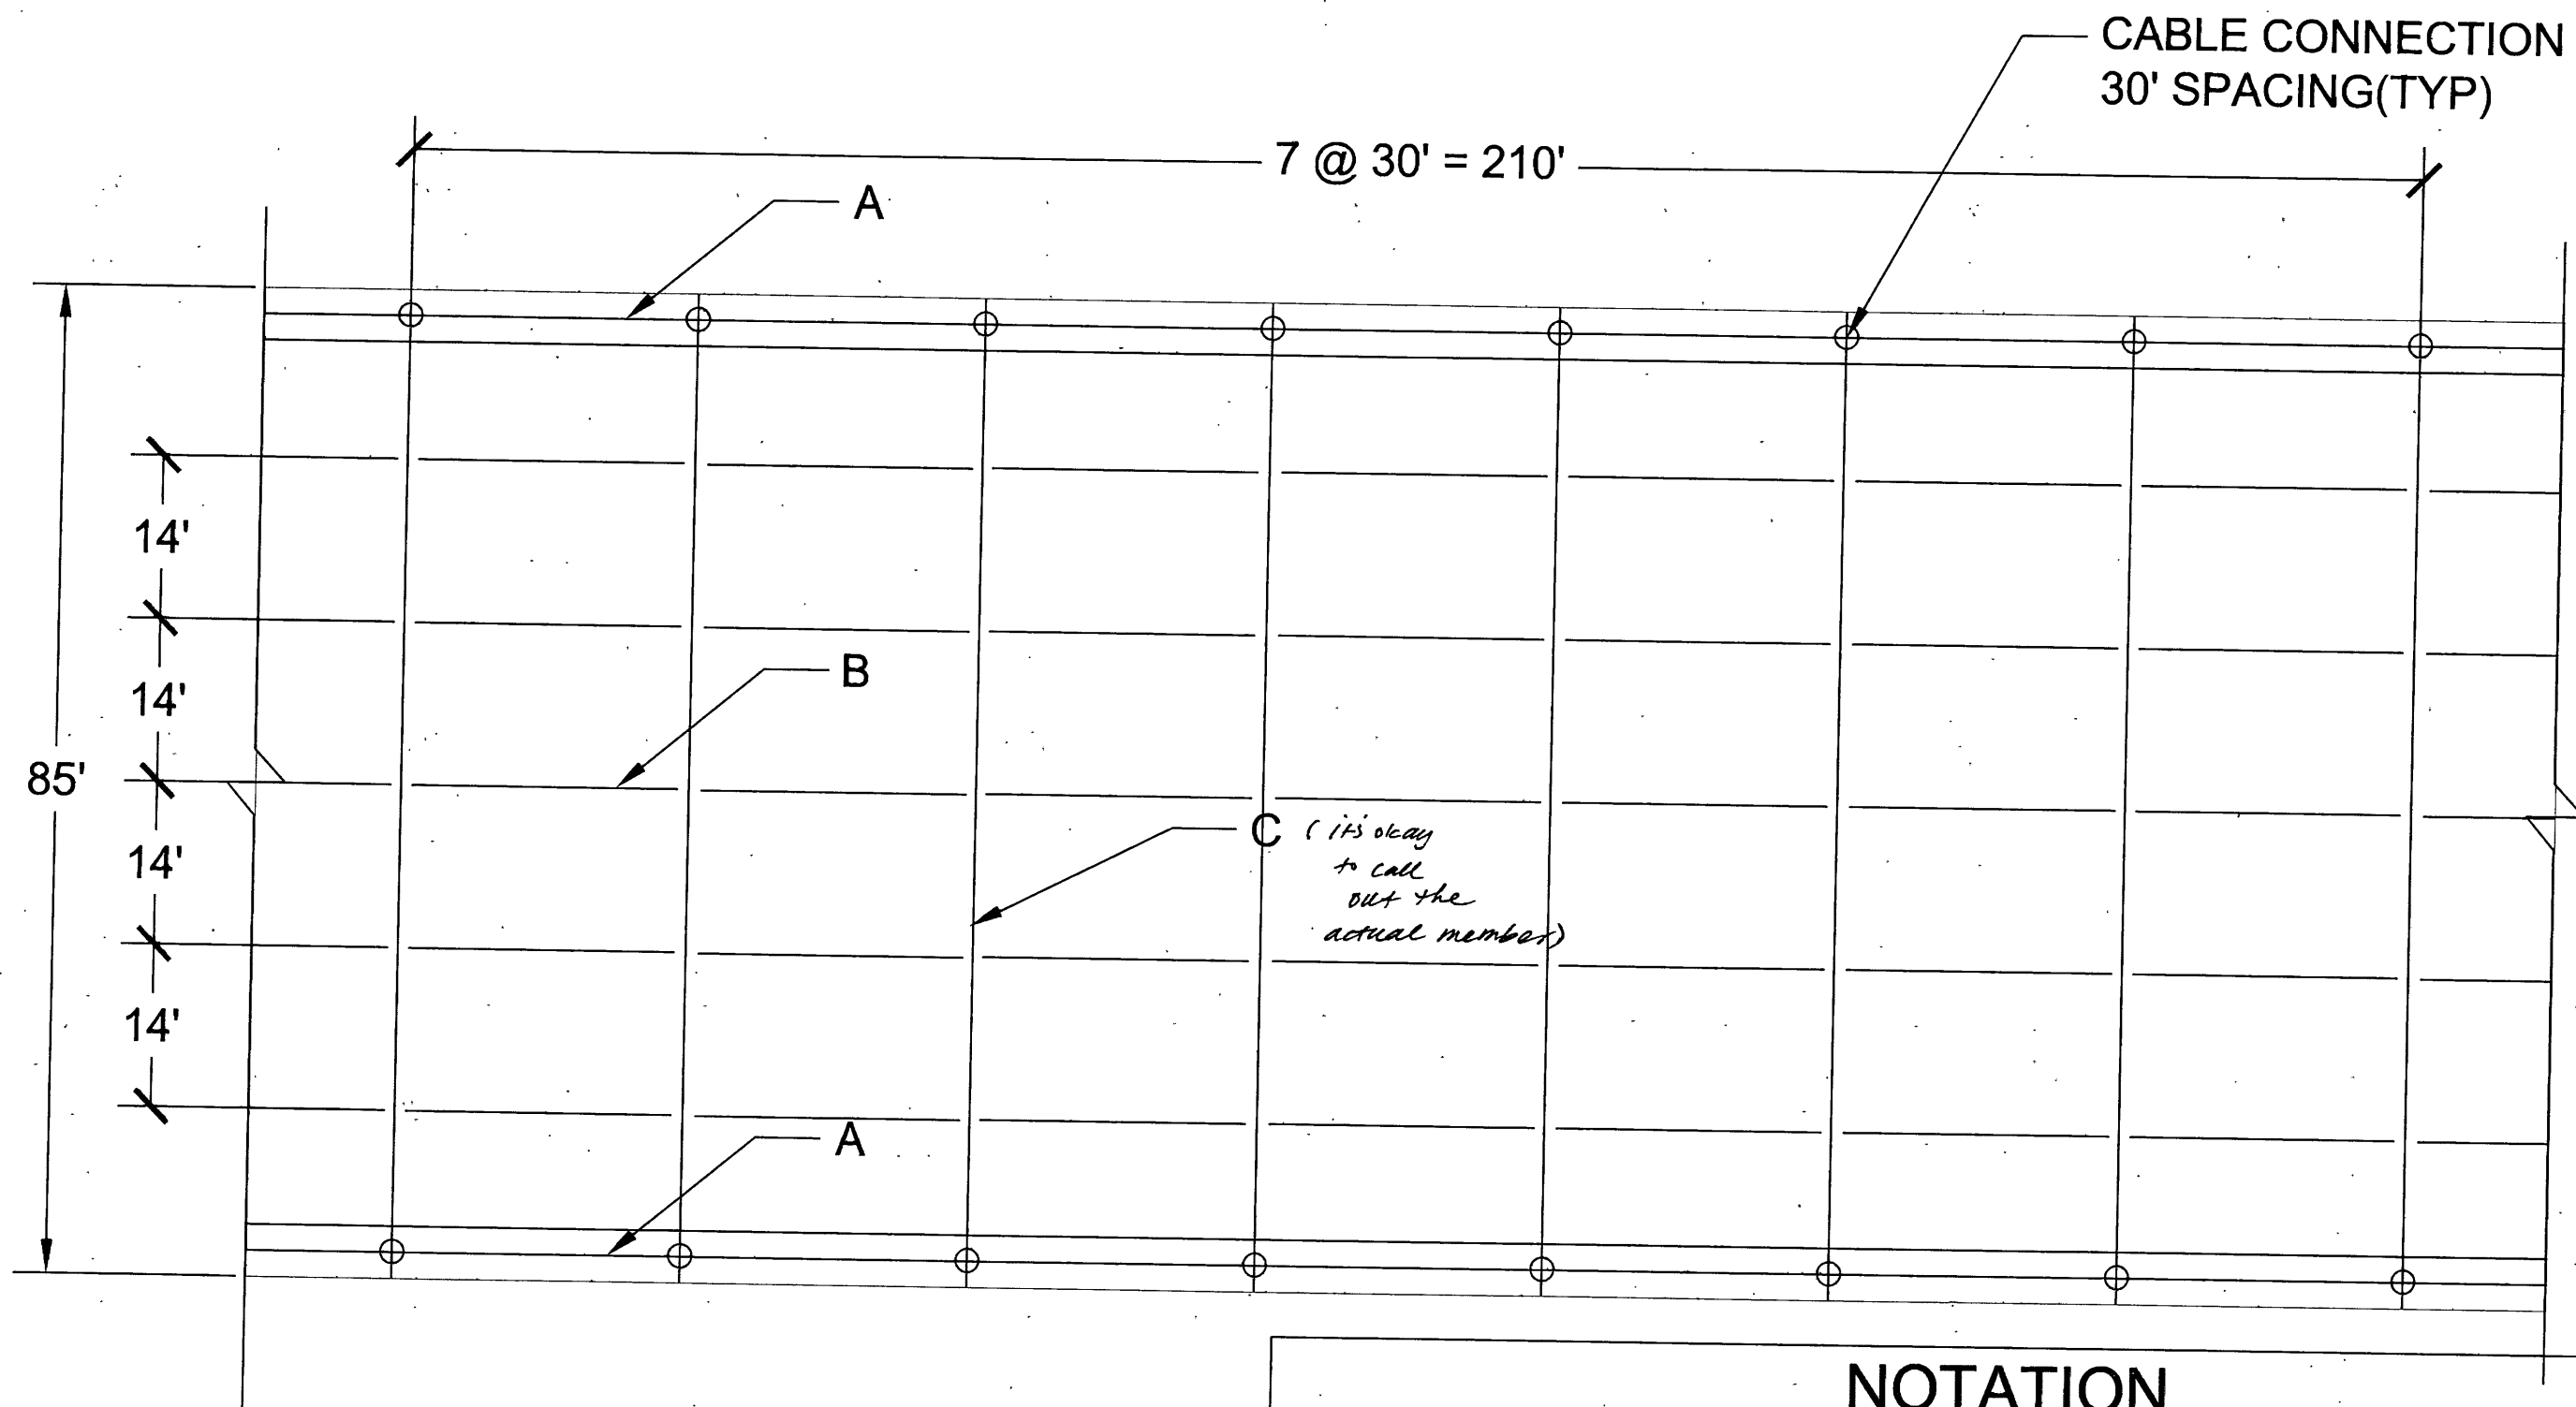 CABLE CONNECTION
30' SPACING(TYP)
7 @ 30' = 210'
A
14'
14'
B
85'
C (it's okay
to call
out the
actual member)
14'
14'
A
NOTATION